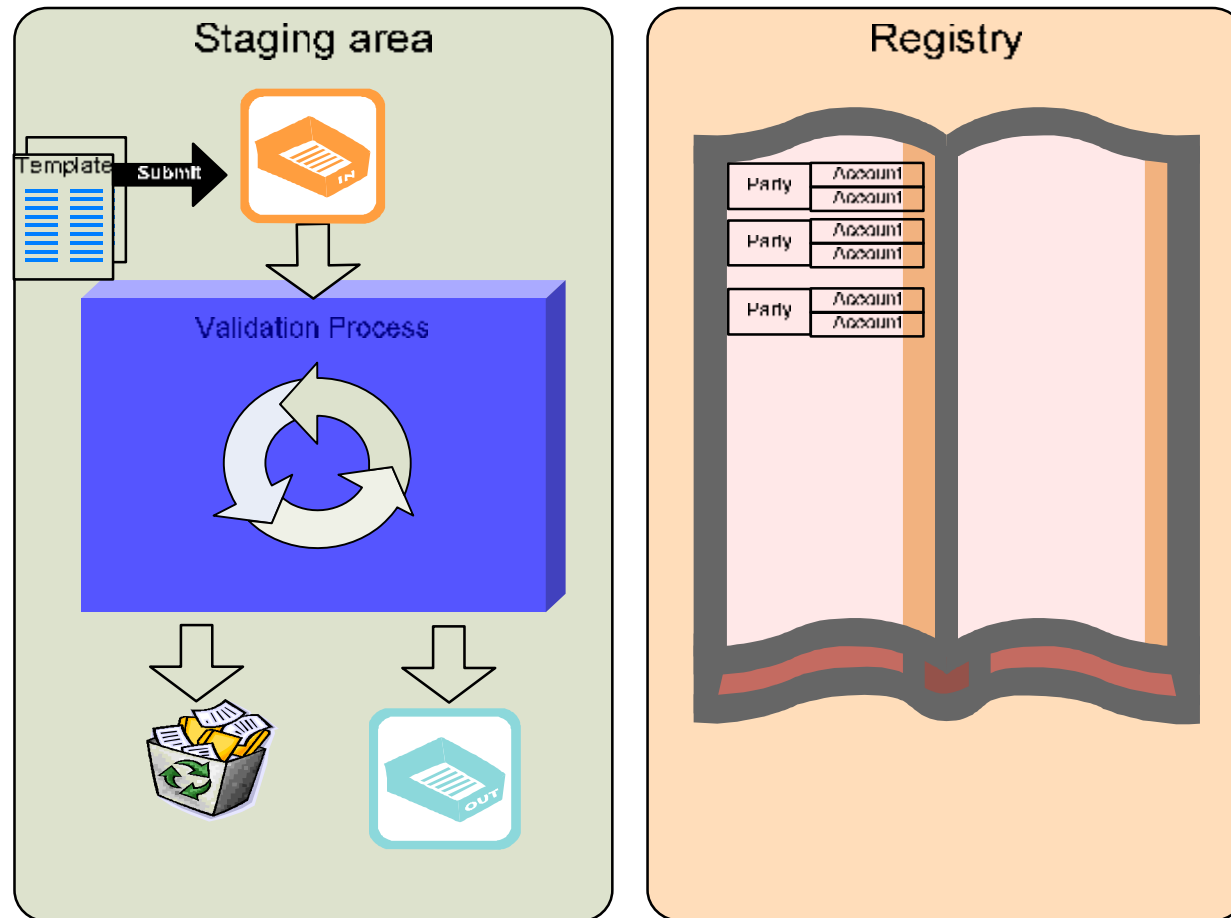 Staging area
Template
Submit
IN
Validation Process
OUT
Registry
Party
Account
Account
Party
Account
Account
Party
Account
Account